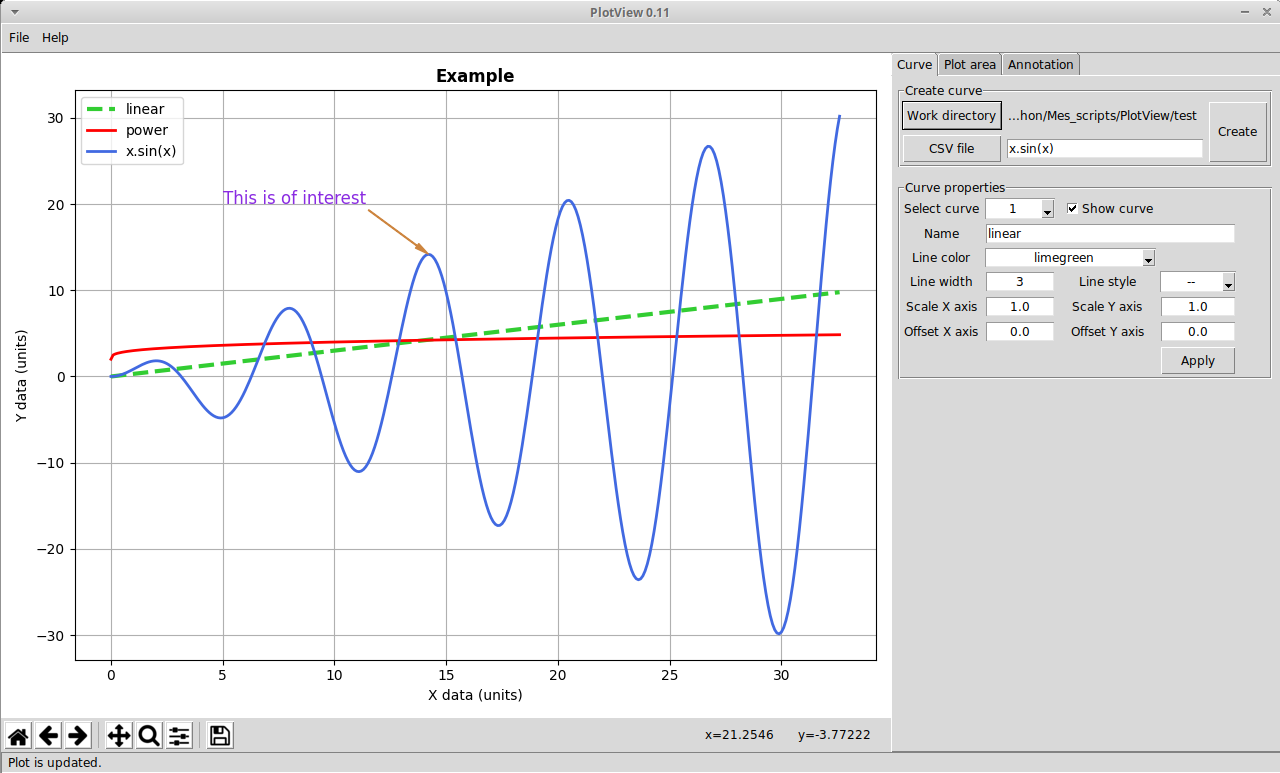 PlotView 0.11
File Help
Example
linear
power
x.sin(x)
This is of interest
30
20
10
0
−10
−20
−30
Y data (units)
0 5 10 15 20 25 30
X data (units)
x=21.2546 y=-3.77222
Plot is updated.
Curve Plot area Annotation
Create curve
Work directory ...hon/Mes_scripts/PlotView/test
CSV file x.sin(x)
Create
Curve properties
Select curve 1 Show curve
Name linear
Line color limegreen
Line width 3 Line style --
Scale X axis 1.0 Scale Y axis 1.0
Offset X axis 0.0 Offset Y axis 0.0
Apply